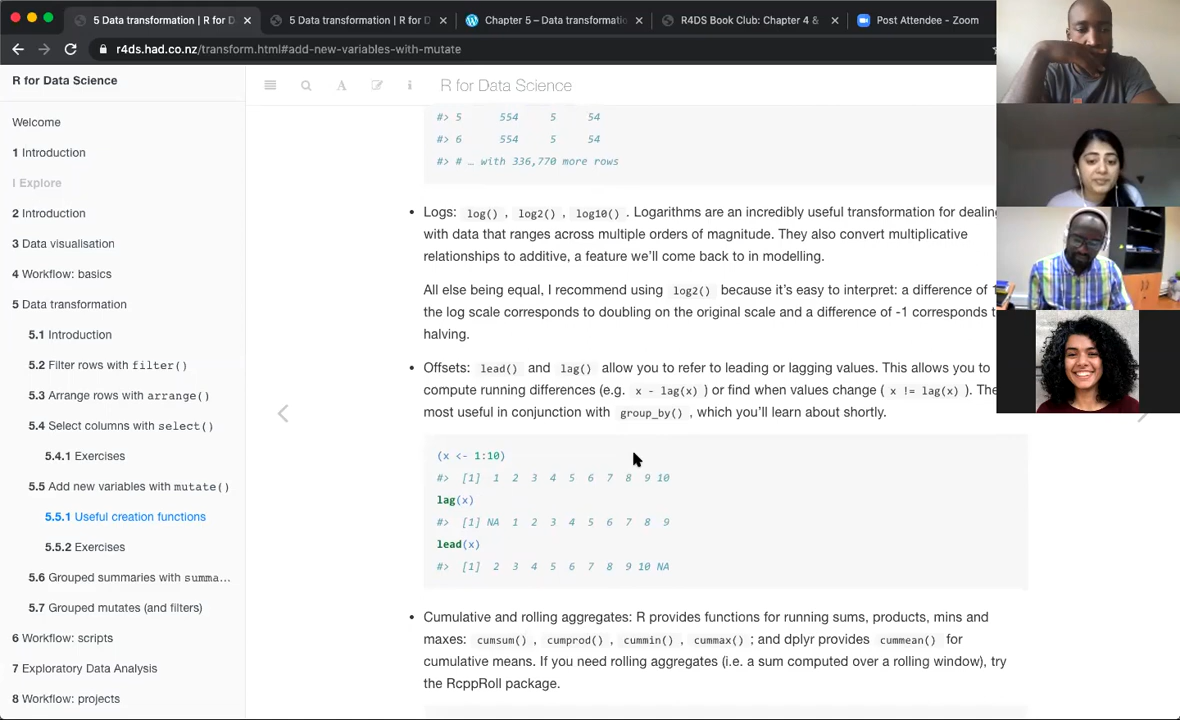 5 Data transformation | R for D
5 Data transformation | R for D
Chapter 5 – Data transformatio
R4DS Book Club: Chapter 4 &
Post Attendee - Zoom
r4ds.had.co.nz/transform.html#add-new-variables-with-mutate
R for Data Science
Welcome
1 Introduction
I Explore
2 Introduction
3 Data visualisation
4 Workflow: basics
5 Data transformation
5.1 Introduction
5.2 Filter rows with filter()
5.3 Arrange rows with arrange()
5.4 Select columns with select()
5.4.1 Exercises
5.5 Add new variables with mutate()
5.5.1 Useful creation functions
5.5.2 Exercises
5.6 Grouped summaries with summa...
5.7 Grouped mutates (and filters)
6 Workflow: scripts
7 Exploratory Data Analysis
8 Workflow: projects
A
i
R for Data Science
#> 5 554 5 54
#> 6 554 5 54
#> # … with 336,770 more rows
• Logs: log(), log2(), log10(). Logarithms are an incredibly useful transformation for dealing
with data that ranges across multiple orders of magnitude. They also convert multiplicative
relationships to additive, a feature we'll come back to in modelling.
All else being equal, I recommend using log2() because it's easy to interpret: a difference of 1
the log scale corresponds to doubling on the original scale and a difference of -1 corresponds t
halving.
• Offsets: lead() and lag() allow you to refer to leading or lagging values. This allows you to
compute running differences (e.g. x - lag(x)) or find when values change (x != lag(x)). The
most useful in conjunction with group_by(), which you'll learn about shortly.
(x <- 1:10)
#> [1] 1 2 3 4 5 6 7 8 9 10
lag(x)
#> [1] NA 1 2 3 4 5 6 7 8 9
lead(x)
#> [1] 2 3 4 5 6 7 8 9 10 NA
• Cumulative and rolling aggregates: R provides functions for running sums, products, mins and
maxes: cumsum(), cumprod(), cummin(), cummax(); and dplyr provides cummean() for
cumulative means. If you need rolling aggregates (i.e. a sum computed over a rolling window), try
the RcppRoll package.